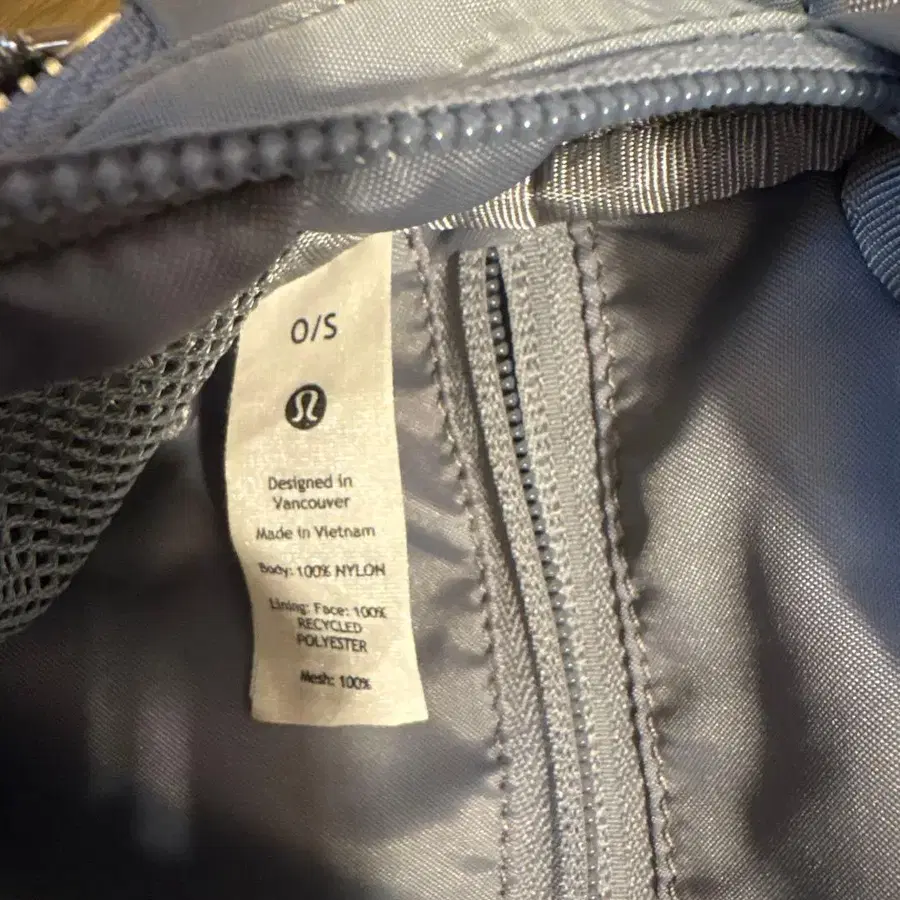 O/S
Designed in
Vancouver
Made in Vietnam
Body: 100% NYLON
Lining: Face: 100%
RECYCLED
POLYESTER
Mesh: 100%